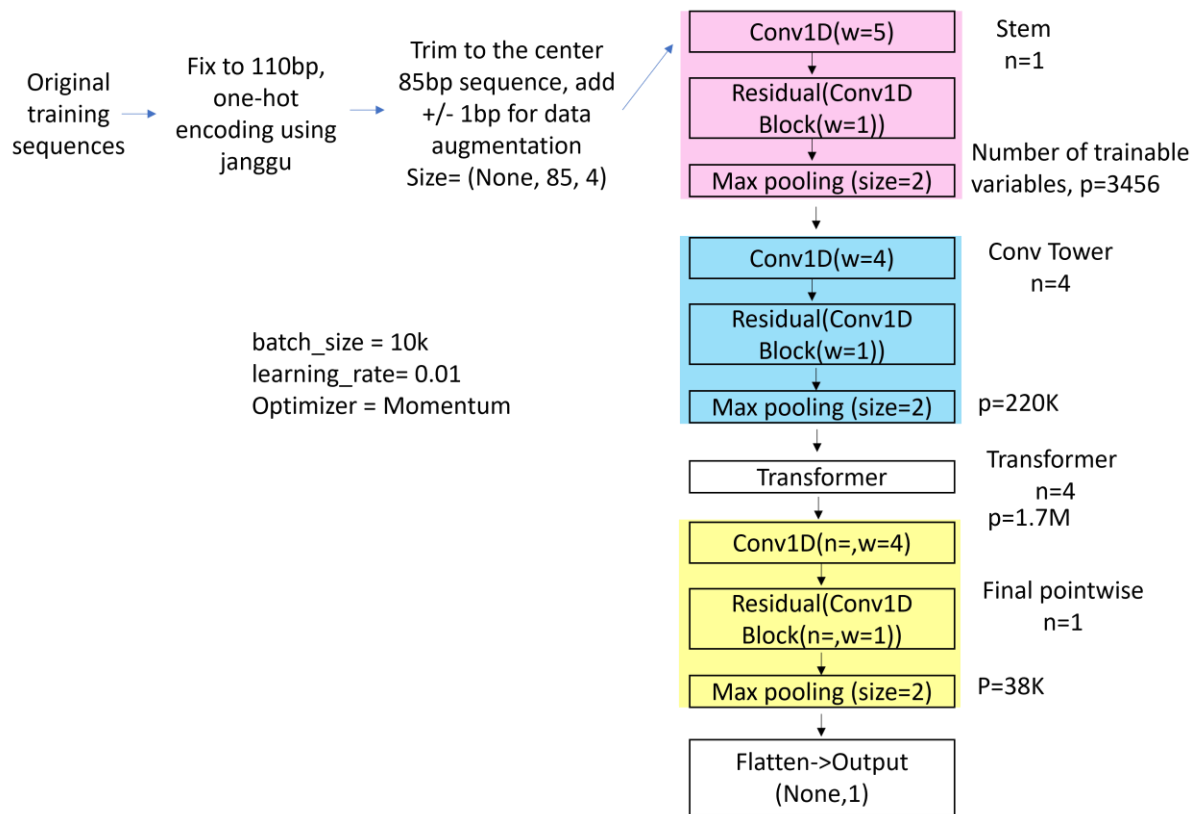 Original
training
sequences
Fix to 110bp,
one-hot
encoding using
janggu
Trim to the center
85bp sequence, add
+/- 1bp for data
augmentation
Size= (None, 85, 4)
Conv1D(w=5)
Residual(Conv1D
Block(w=1))
Max pooling (size=2)
Stem
n=1
Number of trainable
variables, p=3456
Conv1D(w=4)
Residual(Conv1D
Block(w=1))
Max pooling (size=2)
Conv Tower
n=4
p=220K
batch_size = 10k
learning_rate= 0.01
Optimizer = Momentum
Transformer
Transformer
n=4
p=1.7M
Conv1D(n=,w=4)
Residual(Conv1D
Block(n=,w=1))
Max pooling (size=2)
Final pointwise
n=1
P=38K
Flatten->Output
(None,1)